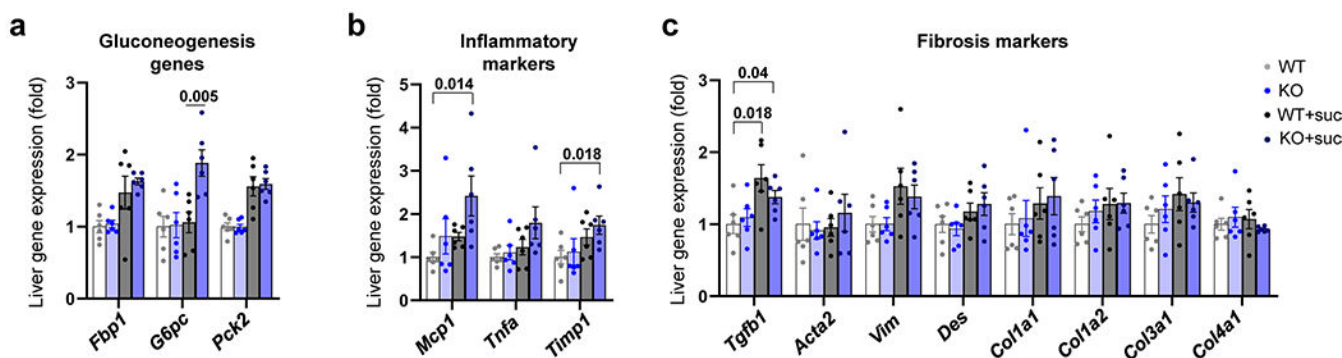 a
Gluconeogenesis
genes
Liver gene expression (fold)
3
2
1
0
0.005
Fbp1
G6pc
Pck2
b
Inflammatory
markers
Liver gene expression (fold)
5
4
3
2
1
0
0.014
0.018
Mcp1
Tnfa
Timp1
c
Fibrosis markers
Liver gene expression (fold)
3
2
1
0
0.04
0.018
Tgfb1
Acta2
Vim
Des
Col1a1
Col1a2
Col3a1
Col4a1
WT
KO
WT+suc
KO+suc